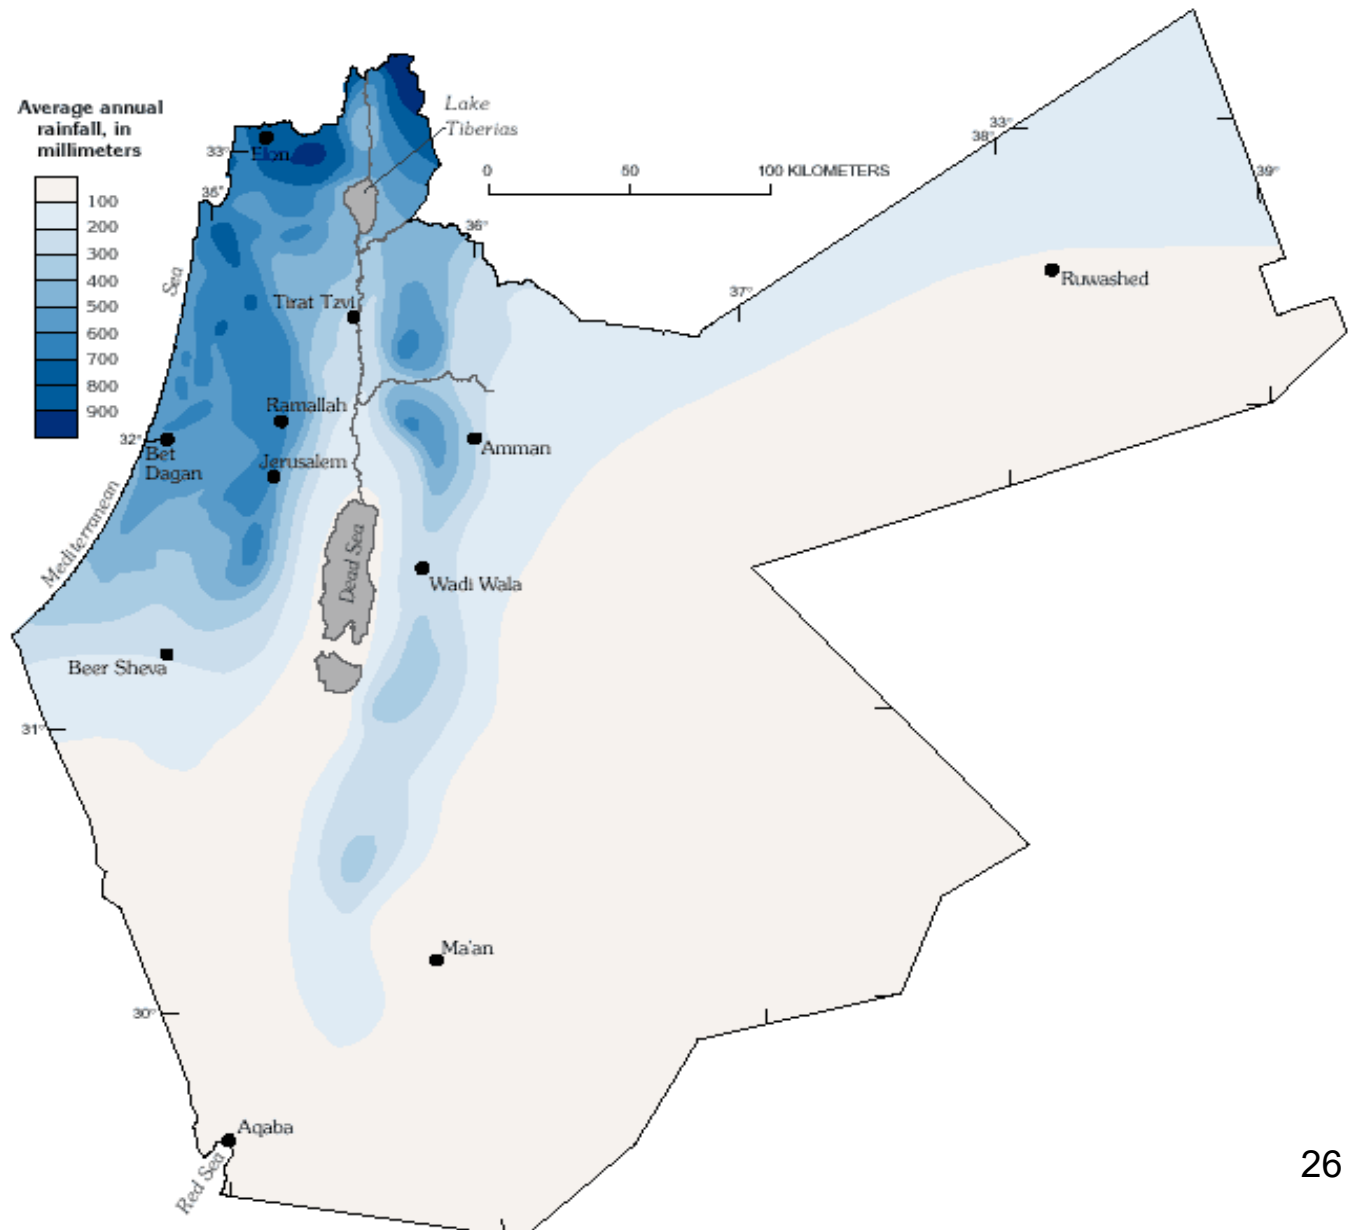 Average annual
rainfall, in
millimeters
100
200
300
400
500
600
700
800
900
Lake
Tiberias
0 50 100 KILOMETERS
33°
38°
39°
33°
Elon
35°
36°
37°
Sea
Mediterranean
Tirat Tzvi
Ruwashed
Ramallah
32°
Bet
Dagan
Jerusalem
Amman
Dead Sea
Wadi Wala
Beer Sheva
31°
Ma'an
30°
Aqaba
Red Sea
26